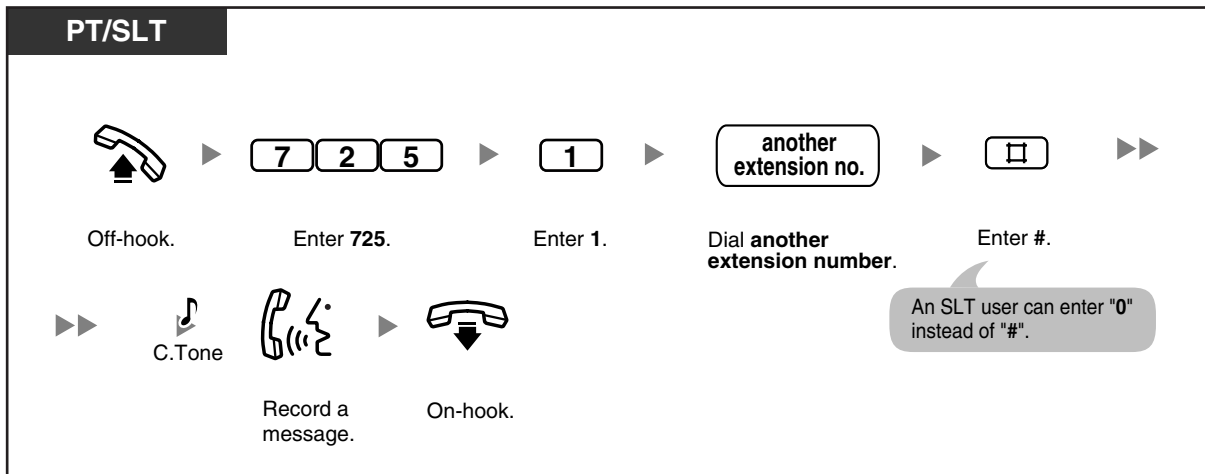 PT/SLT
7 2 5
1
another
extension no.
#
Off-hook.
Enter 725.
Enter 1.
Dial another
extension number.
Enter #.
An SLT user can enter "0"
instead of "#".
C.Tone
Record a
message.
On-hook.